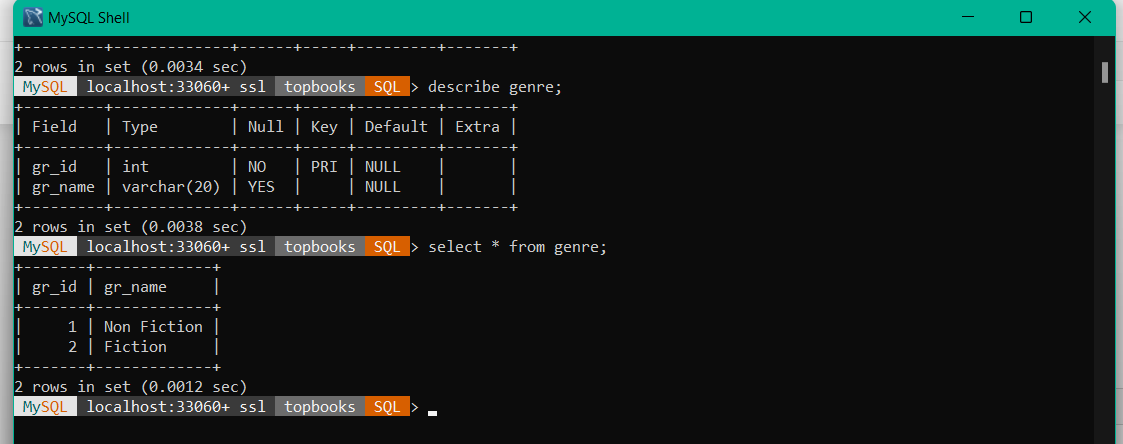 MySQL Shell
+---------+-------------+------+-----+---------+-------+
2 rows in set (0.0034 sec)
MySQL localhost:33060+ ssl topbooks SQL > describe genre;
+---------+-------------+------+-----+---------+-------+
| Field   | Type        | Null | Key | Default | Extra |
+---------+-------------+------+-----+---------+-------+
| gr_id   | int         | NO   | PRI | NULL    |       |
| gr_name | varchar(20) | YES  |     | NULL    |       |
+---------+-------------+------+-----+---------+-------+
2 rows in set (0.0038 sec)
MySQL localhost:33060+ ssl topbooks SQL > select * from genre;
+-------+-------------+
| gr_id | gr_name     |
+-------+-------------+
|     1 | Non Fiction |
|     2 | Fiction     |
+-------+-------------+
2 rows in set (0.0012 sec)
MySQL localhost:33060+ ssl topbooks SQL >